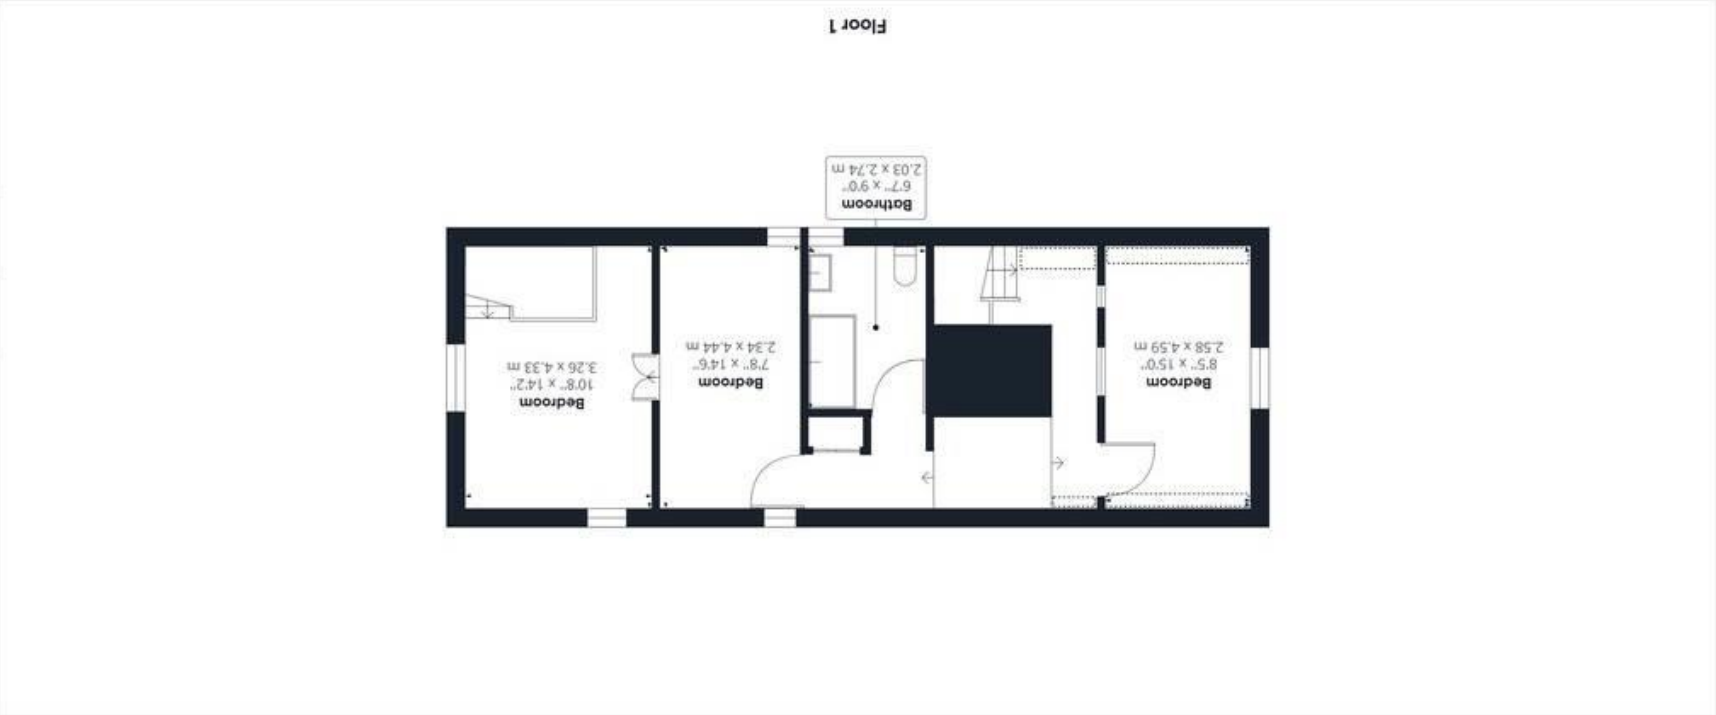 Bedroom
8'5" x 15'0"
2.58 x 4.59 m
Bedroom
7'8" x 14'6"
2.34 x 4.44 m
Bedroom
10'8" x 14'2"
3.26 x 4.33 m
Bathroom
6'7" x 9'0"
2.03 x 2.74 m
Floor 1